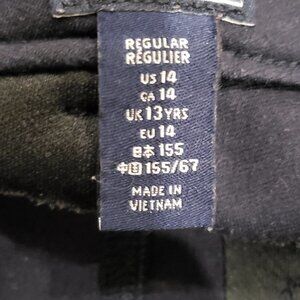 REGULAR
RÉGULIER
US 14
CA 14
UK 13 YRS
EU 14
日本 155
中国 155/67
MADE IN
VIETNAM